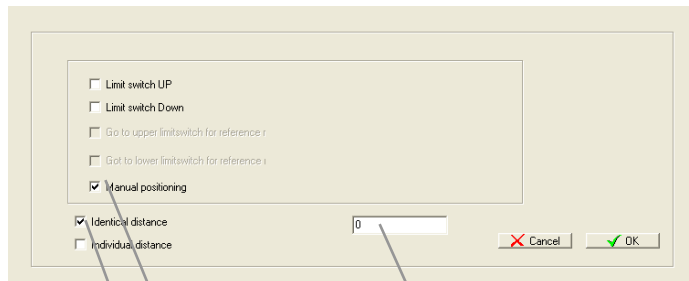 Limit switch UP
Limit switch Down
Go to upper limitswitch for reference r
Got to lower limitswitch for reference
Manual positioning
Identical distance
0
Individual distance
Cancel
OK